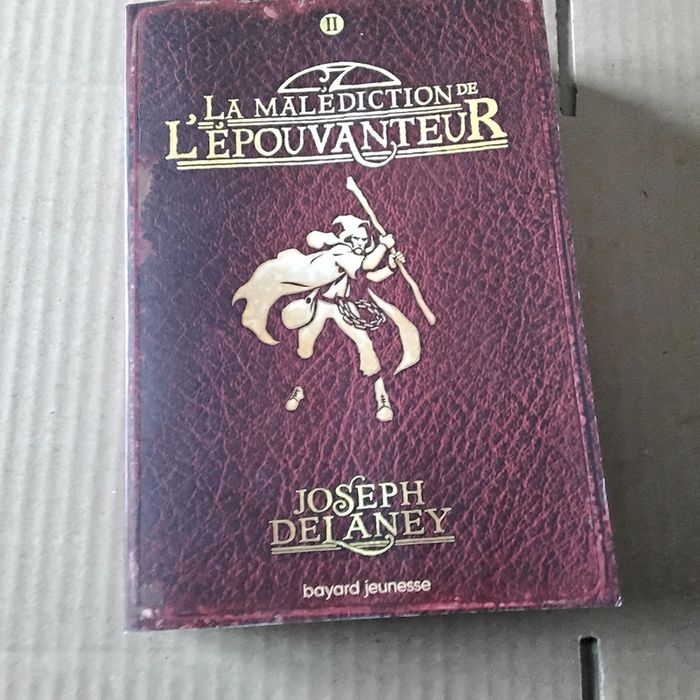 II
LA MALÉDICTION DE
L'ÉPOUVANTEUR
JOSEPH
DELANEY
bayard jeunesse